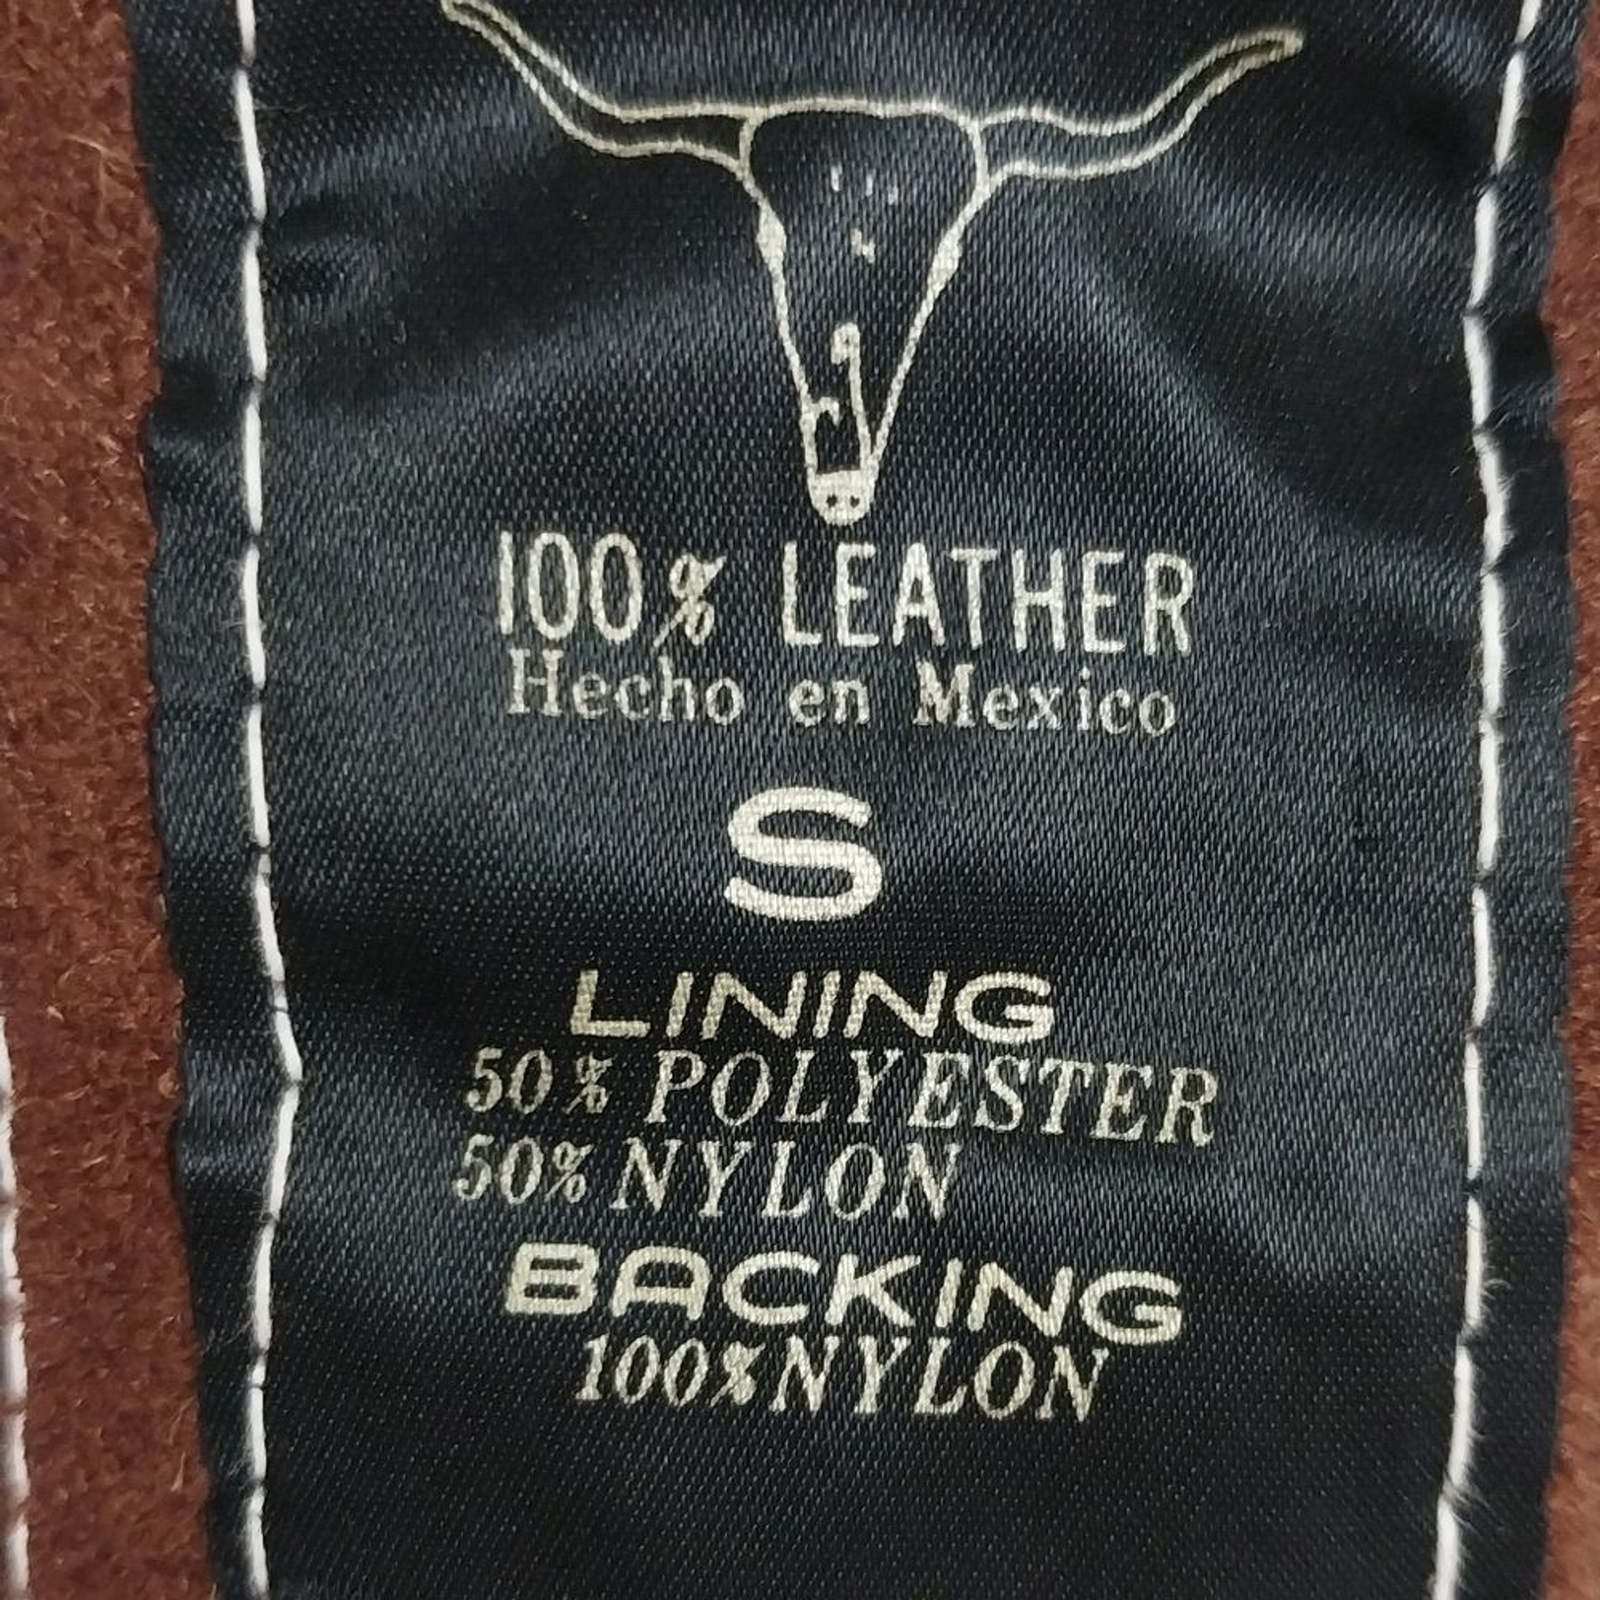 100% LEATHER
Hecho en Mexico
S
LINING
50% POLYESTER
50% NYLON
BACKING
100% NYLON